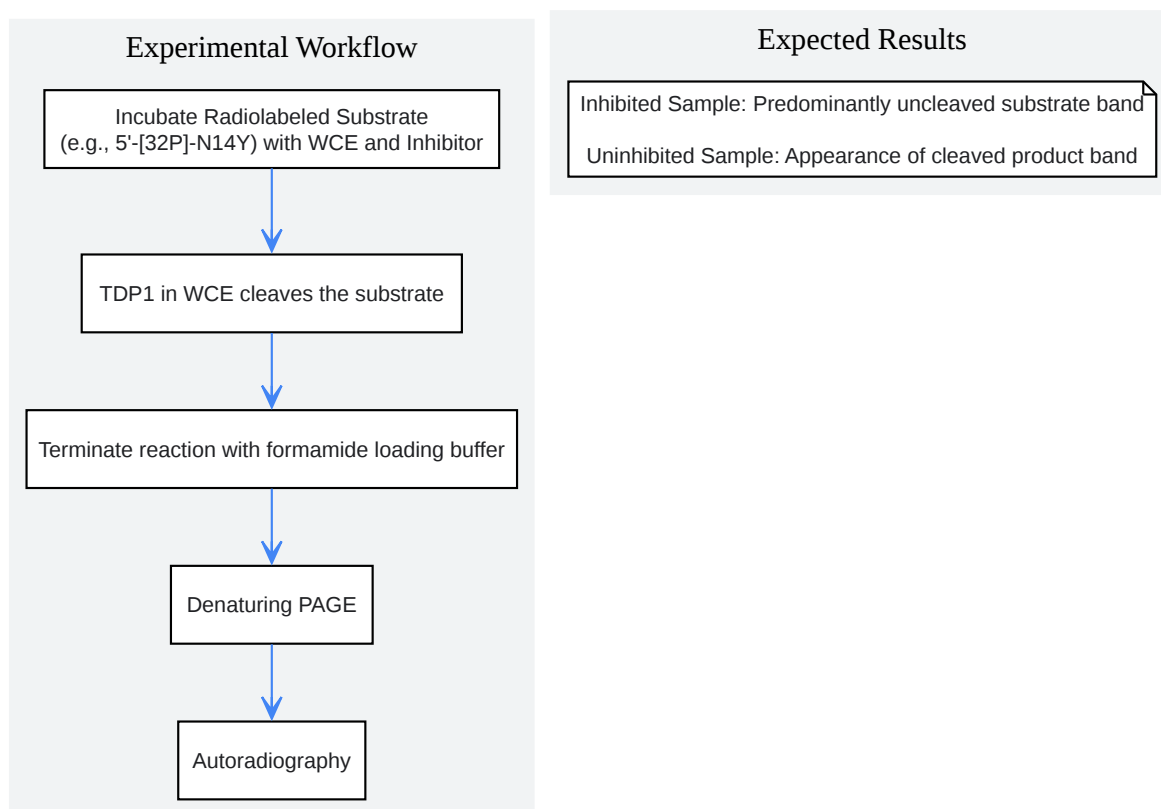 Experimental Workflow
Incubate Radiolabeled Substrate
(e.g., 5'-[32P]-N14Y) with WCE and Inhibitor
TDP1 in WCE cleaves the substrate
Terminate reaction with formamide loading buffer
Denaturing PAGE
Autoradiography
Expected Results
Inhibited Sample: Predominantly uncleaved substrate band
Uninhibited Sample: Appearance of cleaved product band